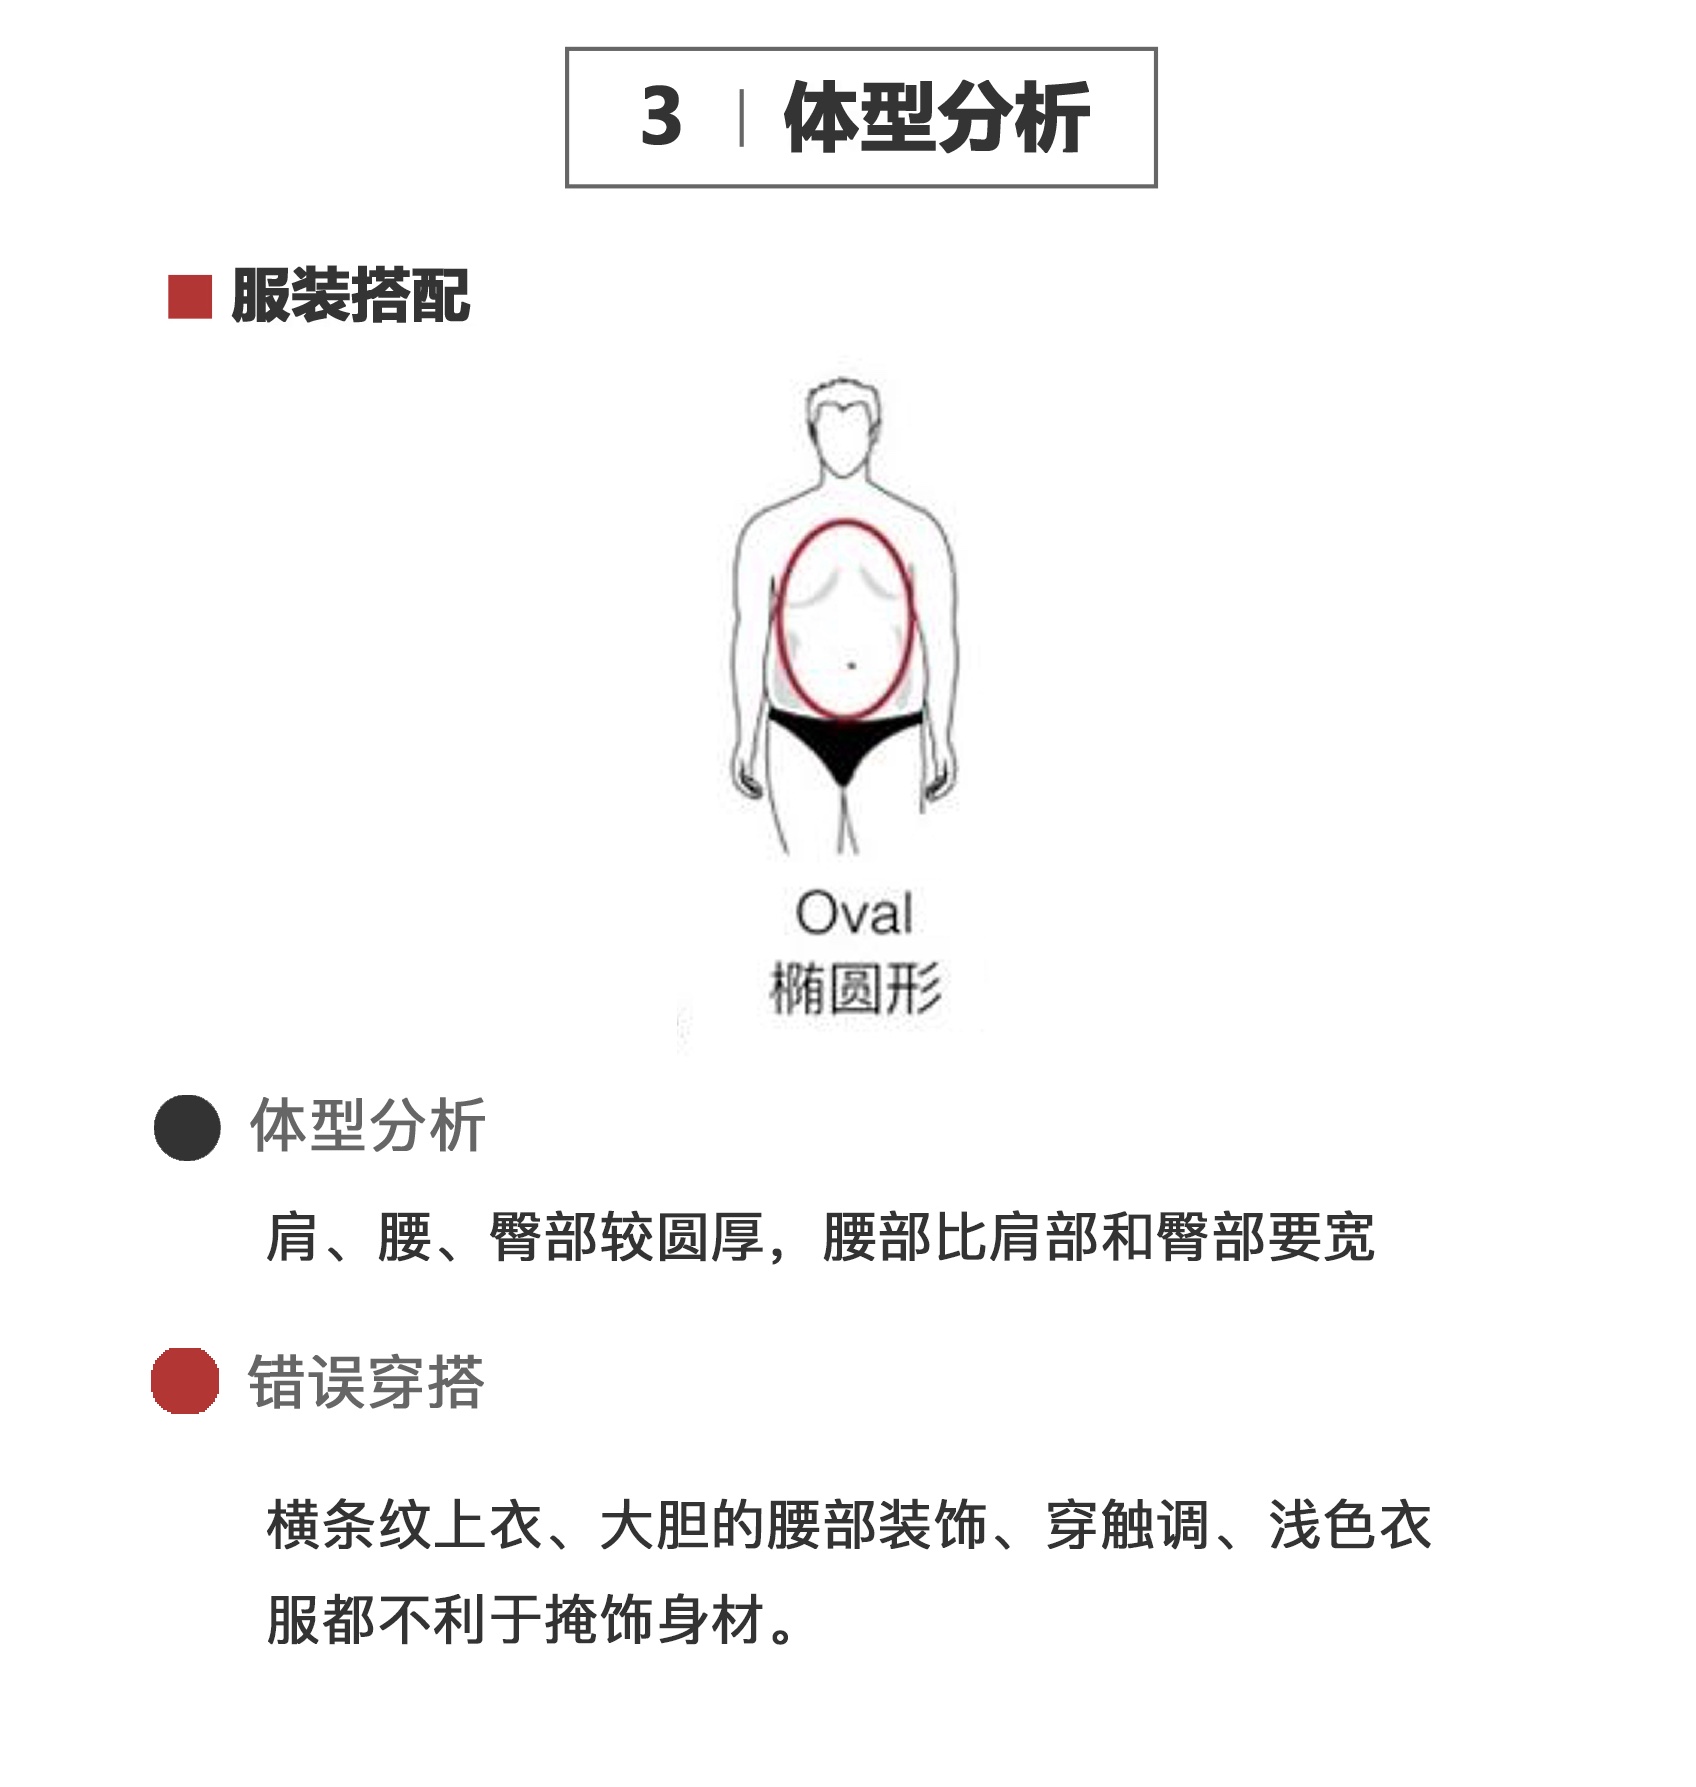 3 | 体型分析
服装搭配
Oval
椭圆形
体型分析
肩、腰、臀部较圆厚，腰部比肩部和臀部要宽
错误穿搭
横条纹上衣、大胆的腰部装饰、穿触调、浅色衣
服都不利于掩饰身材。